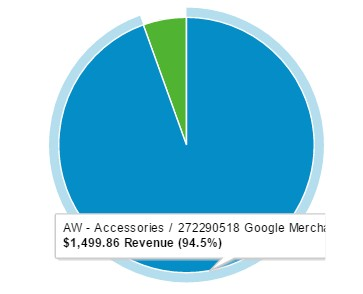 AW - Accessories / 272290518 Google Mercha
$1,499.86 Revenue (94.5%)